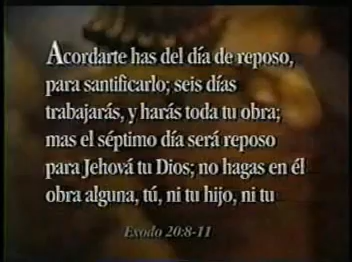 Acordarte has del día de reposo,
para santificarlo; seis días
trabajarás, y harás toda tu obra;
mas el séptimo día será reposo
para Jehová tu Dios; no hagas en él
obra alguna, tú, ni tu hijo, ni tu
Exodo 20:8-11